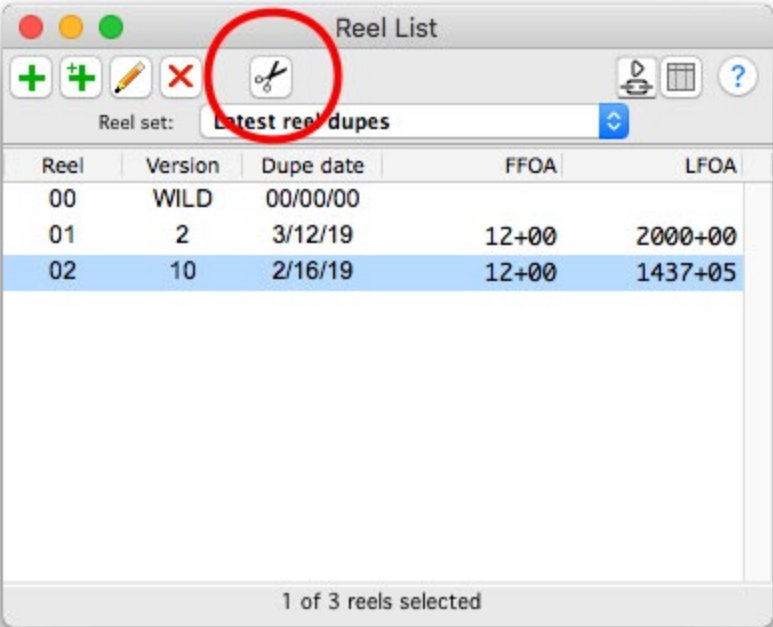 Reel List
?
Reel set: Latest reel dupes
Reel Version Dupe date FFOA LFOA
00 WILD 00/00/00
01 2 3/12/19 12+00 2000+00
02 10 2/16/19 12+00 1437+05
1 of 3 reels selected